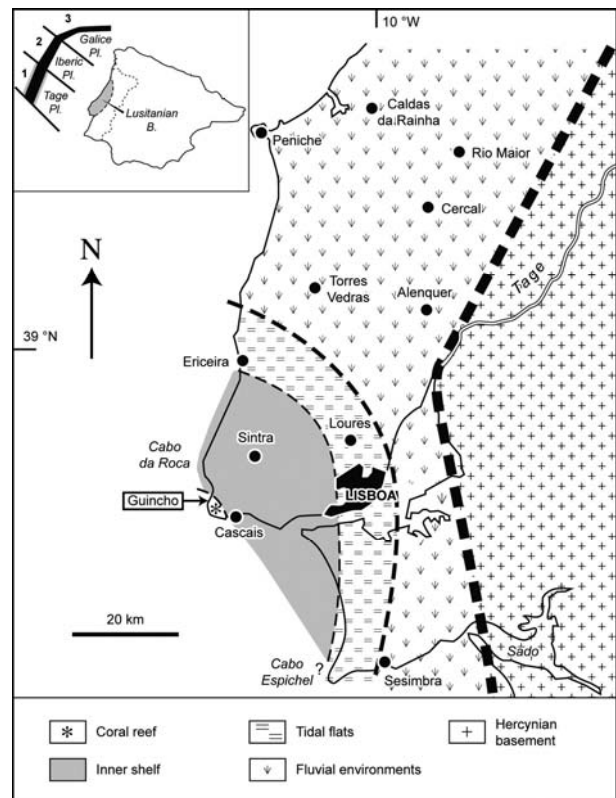 3
10 °W
2
Galice
Pl.
1
Iberic
Pl.
Tage
Pl.
Lusitanian
B.
Caldas
da Rainha
Peniche
Rio Maior
Cercal
N
Tage
Torres
Vedras
Alenquer
39 °N
Ericeira
Loures
Cabo
da Roca
Sintra
Guincho
LISBOA
Cascais
20 km
Cabo
Espichel
?
Sado
Sesimbra
Coral reef
Tidal flats
Hercynian
basement
Inner shelf
Fluvial environments